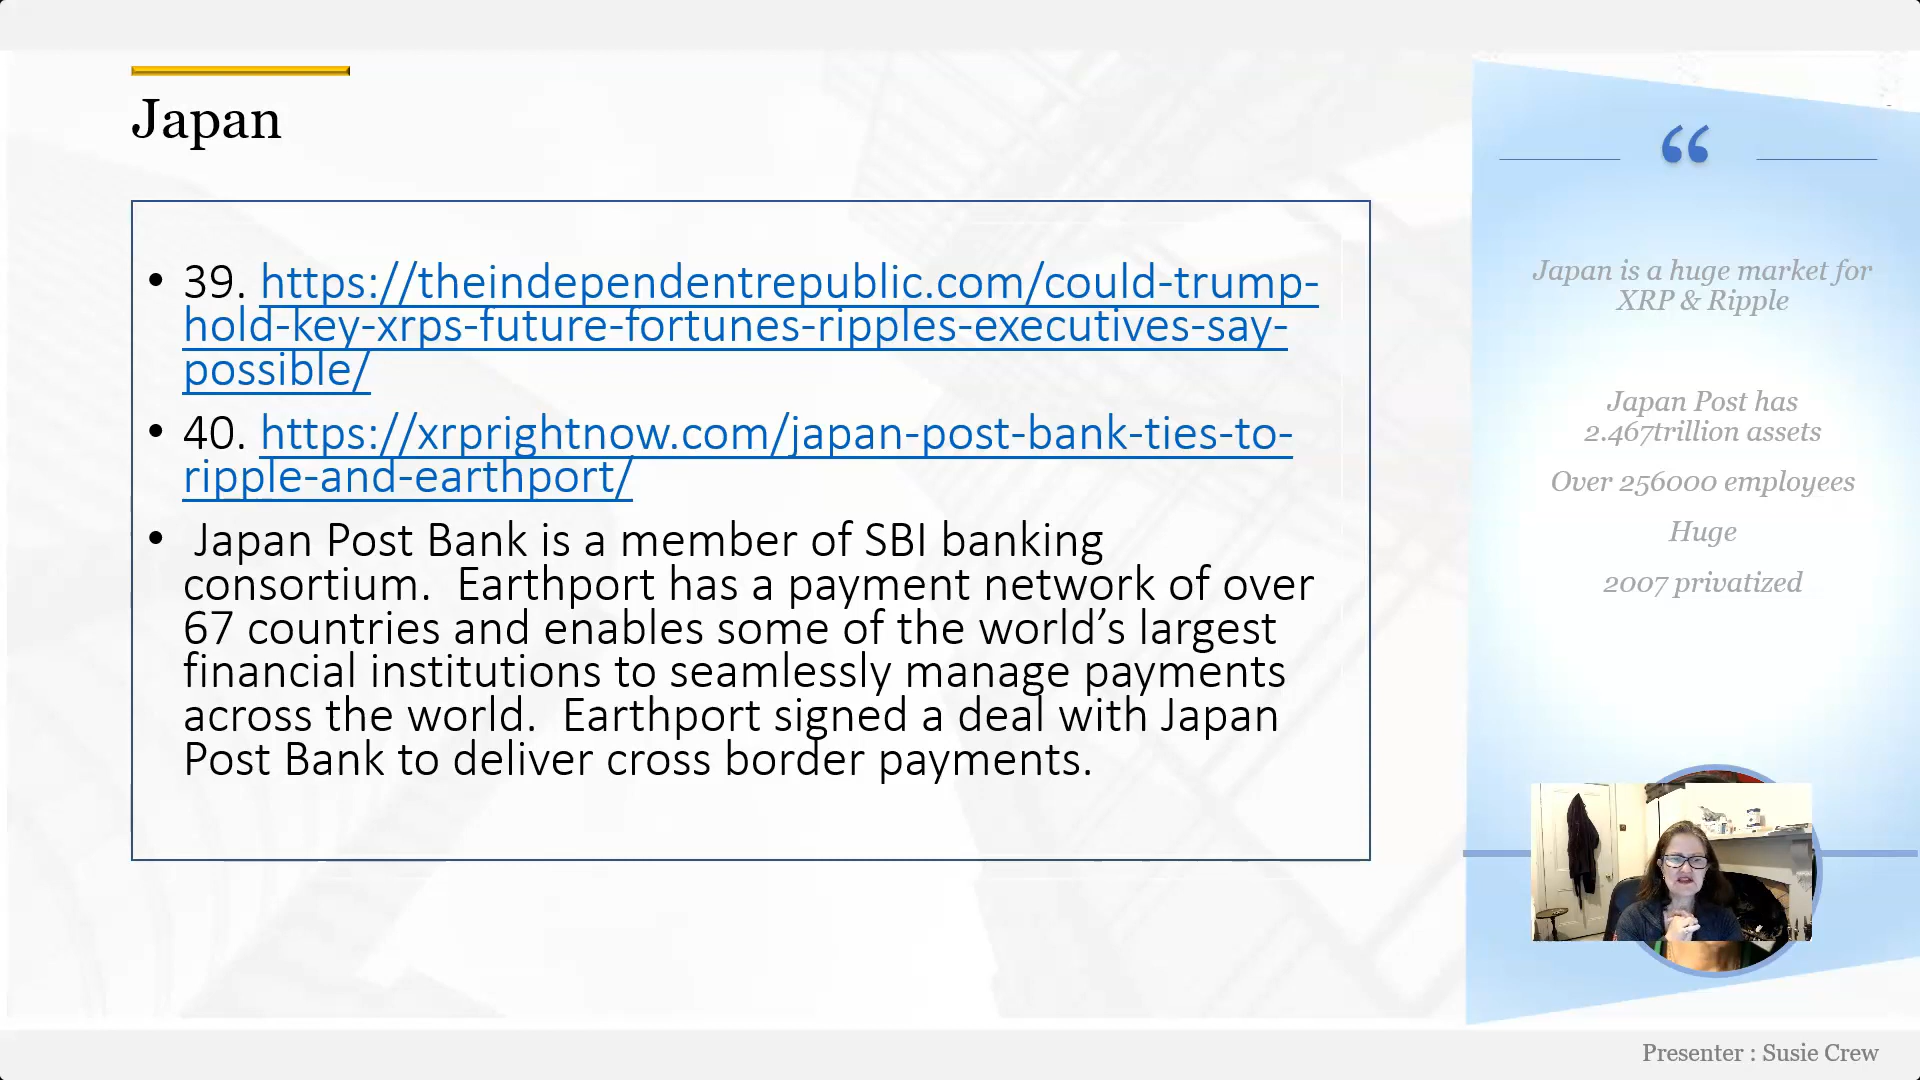 Japan
• 39. https://theindependentrepublic.com/could-trump-
hold-key-xrps-future-fortunes-ripples-executives-say-
possible/
• 40. https://xrprightnow.com/japan-post-bank-ties-to-
ripple-and-earthport/
• Japan Post Bank is a member of SBI banking
consortium.  Earthport has a payment network of over
67 countries and enables some of the world’s largest
financial institutions to seamlessly manage payments
across the world.  Earthport signed a deal with Japan
Post Bank to deliver cross border payments.
“
Japan is a huge market for
XRP & Ripple
Japan Post has
2.467trillion assets
Over 256000 employees
Huge
2007 privatized
Presenter : Susie Crew